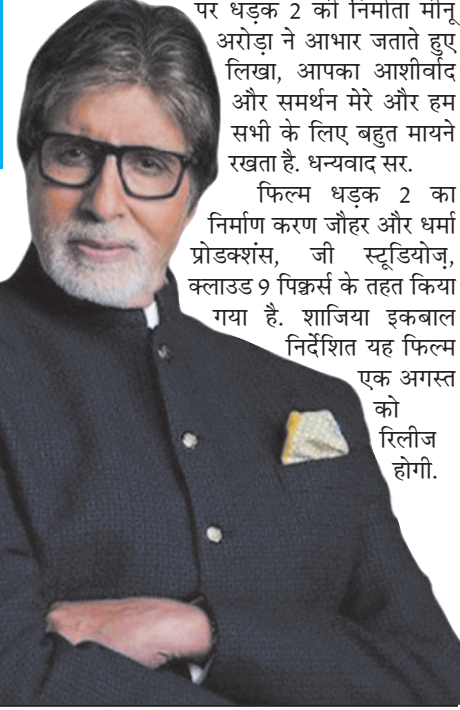 पर धड़क 2 की निर्माता मीनू
अरोड़ा ने आभार जताते हुए
लिखा, आपका आशीर्वाद
और समर्थन मेरे और हम
सभी के लिए बहुत मायने
रखता है. धन्यवाद सर.
फिल्म धड़क 2 का
निर्माण करण जौहर और धर्मा
प्रोडक्शंस, जी स्टूडियोज़,
क्लाउड 9 पिक्चर्स के तहत किया
गया है. शाजिया इकबाल
निर्देशित यह फिल्म
एक अगस्त
को
रिलीज
होगी.